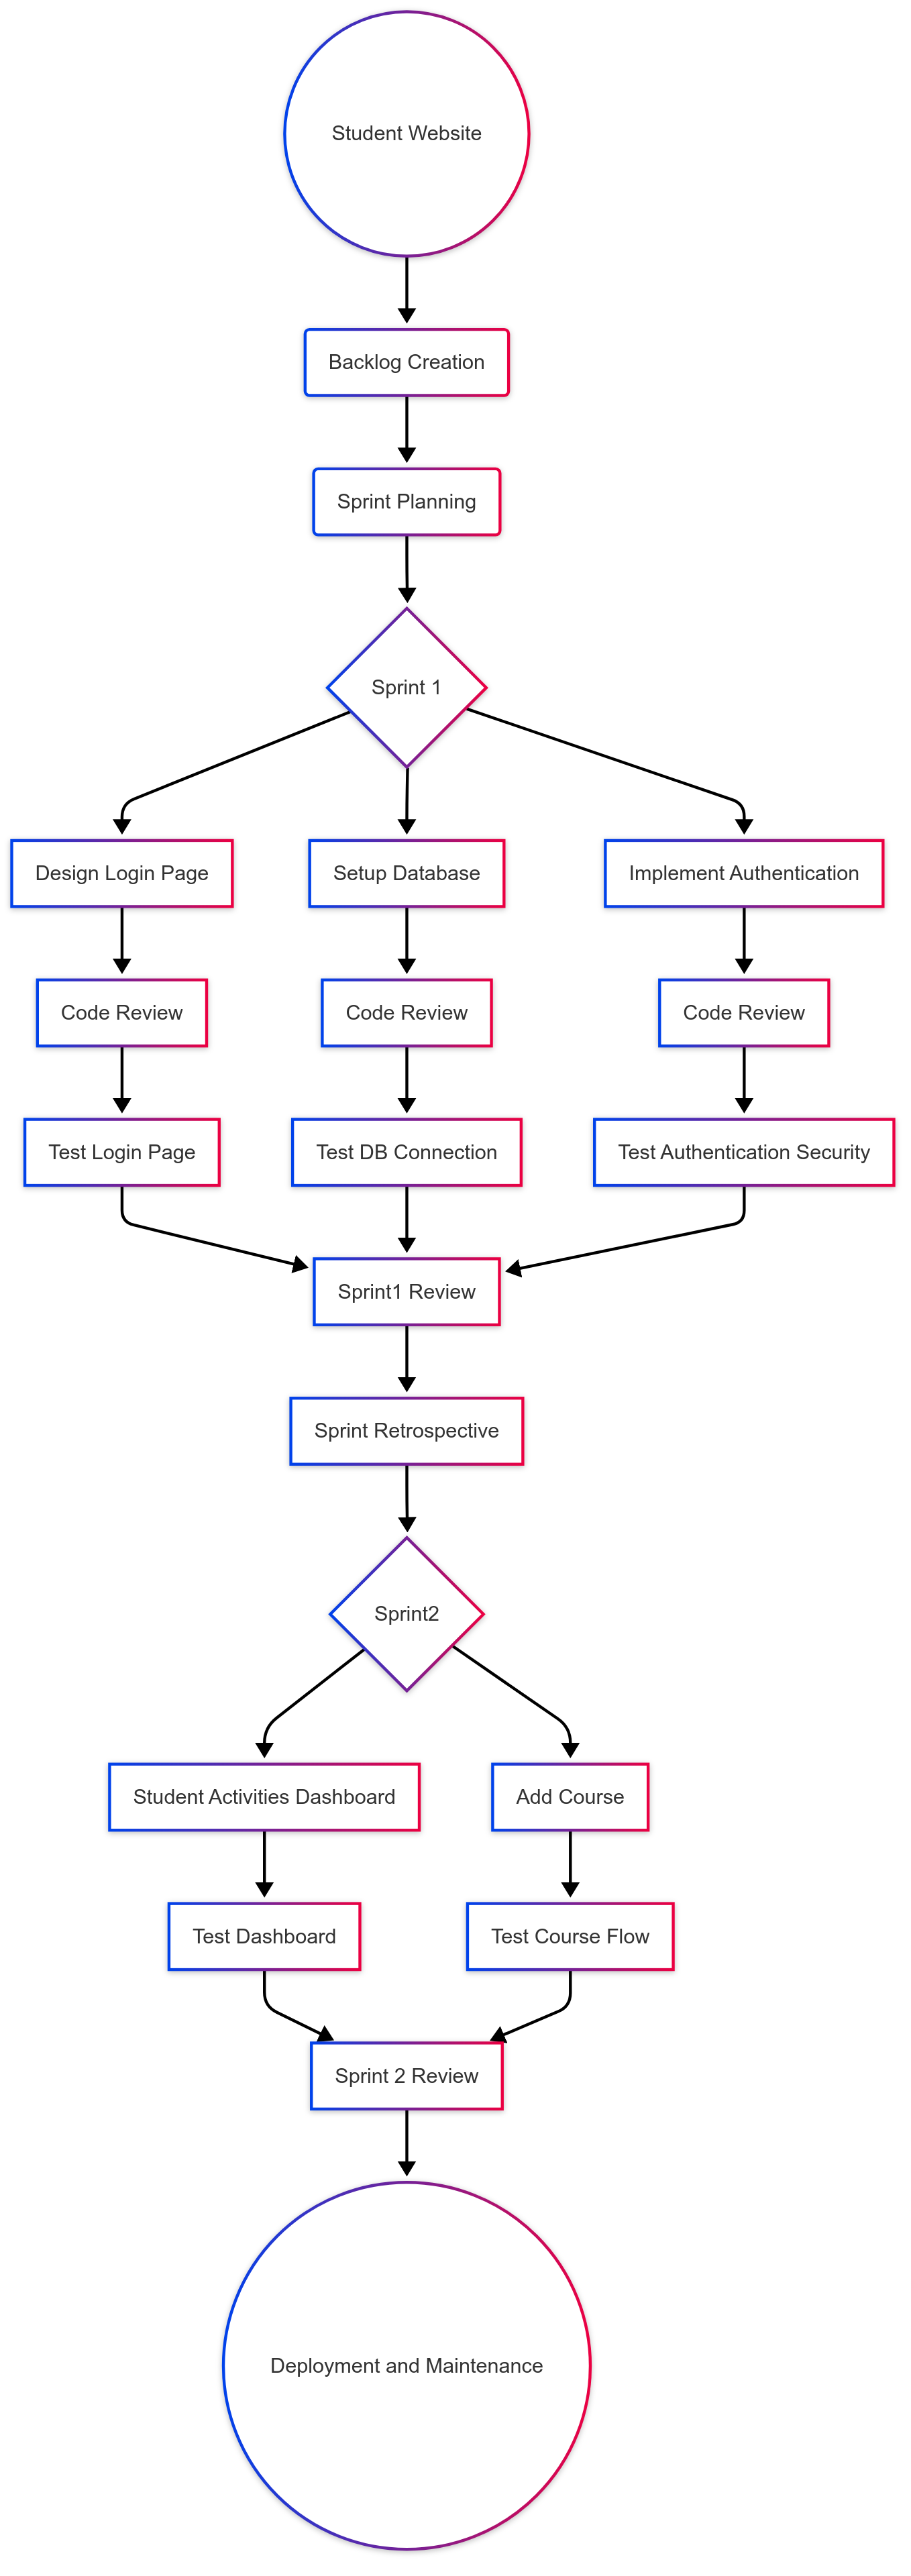 Student Website
Backlog Creation
Sprint Planning
Sprint 1
Design Login Page
Setup Database
Implement Authentication
Code Review
Code Review
Code Review
Test Login Page
Test DB Connection
Test Authentication Security
Sprint1 Review
Sprint Retrospective
Sprint2
Student Activities Dashboard
Add Course
Test Dashboard
Test Course Flow
Sprint 2 Review
Deployment and Maintenance